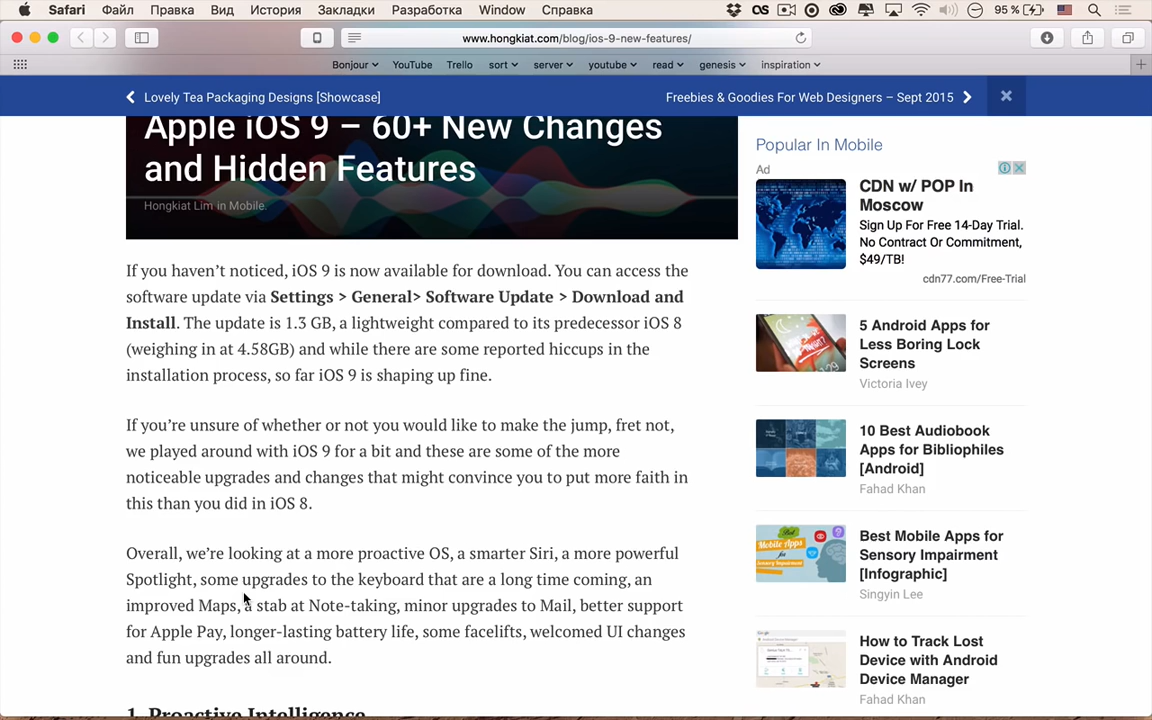 Safari Файл Правка Вид История Закладки Разработка Window Справка 95 %
www.hongkiat.com/blog/ios-9-new-features/
Bonjour YouTube Trello sort server youtube read genesis inspiration
Lovely Tea Packaging Designs [Showcase]
Freebies & Goodies For Web Designers – Sept 2015
Apple iOS 9 – 60+ New Changes
and Hidden Features
Hongkiat Lim in Mobile.
If you haven’t noticed, iOS 9 is now available for download. You can access the
software update via Settings > General> Software Update > Download and
Install. The update is 1.3 GB, a lightweight compared to its predecessor iOS 8
(weighing in at 4.58GB) and while there are some reported hiccups in the
installation process, so far iOS 9 is shaping up fine.
If you’re unsure of whether or not you would like to make the jump, fret not,
we played around with iOS 9 for a bit and these are some of the more
noticeable upgrades and changes that might convince you to put more faith in
this than you did in iOS 8.
Overall, we’re looking at a more proactive OS, a smarter Siri, a more powerful
Spotlight, some upgrades to the keyboard that are a long time coming, an
improved Maps, a stab at Note-taking, minor upgrades to Mail, better support
for Apple Pay, longer-lasting battery life, some facelifts, welcomed UI changes
and fun upgrades all around.
1. Proactive Intelligence
Popular In Mobile
Ad
CDN w/ POP In
Moscow
Sign Up For Free 14-Day Trial.
No Contract Or Commitment,
$49/TB!
cdn77.com/Free-Trial
5 Android Apps for
Less Boring Lock
Screens
Victoria Ivey
10 Best Audiobook
Apps for Bibliophiles
[Android]
Fahad Khan
Best Mobile Apps for
Sensory Impairment
[Infographic]
Singyin Lee
Mobile Apps
How to Track Lost
Device with Android
Device Manager
Fahad Khan